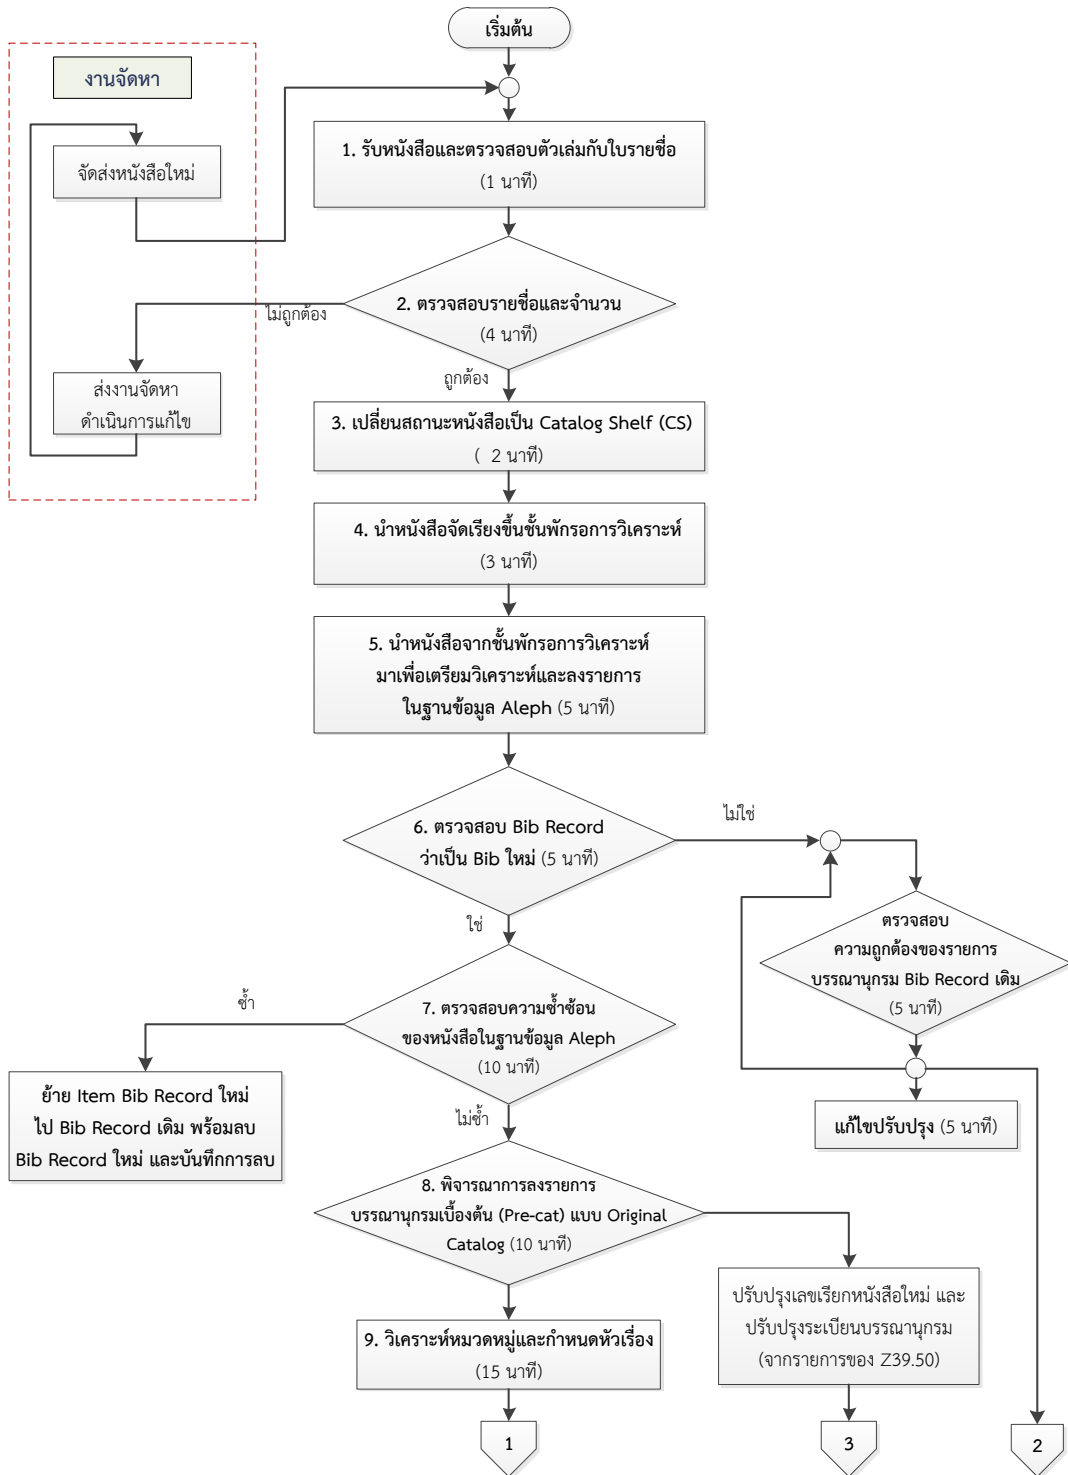 เริ่มต้น
งานจัดหา
จัดส่งหนังสือใหม่
1. รับหนังสือและตรวจสอบตัวเล่มกับใบรายชื่อ
(1 นาที)
2. ตรวจสอบรายชื่อและจำนวน
(4 นาที)
ไม่ถูกต้อง
ถูกต้อง
ส่งงานจัดหา
ดำเนินการแก้ไข
3. เปลี่ยนสถานะหนังสือเป็น Catalog Shelf (CS)
( 2 นาที)
4. นำหนังสือจัดเรียงขึ้นชั้นพักรอการวิเคราะห์
(3 นาที)
5. นำหนังสือจากชั้นพักรอการวิเคราะห์
มาเพื่อเตรียมวิเคราะห์และลงรายการ
ในฐานข้อมูล Aleph (5 นาที)
6. ตรวจสอบ Bib Record
ว่าเป็น Bib ใหม่ (5 นาที)
ไม่ใช่
ใช่
ตรวจสอบ
ความถูกต้องของรายการ
บรรณานุกรม Bib Record เดิม
(5 นาที)
แก้ไขปรับปรุง (5 นาที)
7. ตรวจสอบความซ้ำซ้อน
ของหนังสือในฐานข้อมูล Aleph
(10 นาที)
ซ้ำ
ไม่ซ้ำ
ย้าย Item Bib Record ใหม่
ไป Bib Record เดิม พร้อมลบ
Bib Record ใหม่ และบันทึกการลบ
8. พิจารณาการลงรายการ
บรรณานุกรมเบื้องต้น (Pre-cat) แบบ Original
Catalog (10 นาที)
ปรับปรุงเลขเรียกหนังสือใหม่ และ
ปรับปรุงระเบียนบรรณานุกรม
(จากรายการของ Z39.50)
9. วิเคราะห์หมวดหมู่และกำหนดหัวเรื่อง
(15 นาที)
1
3
2